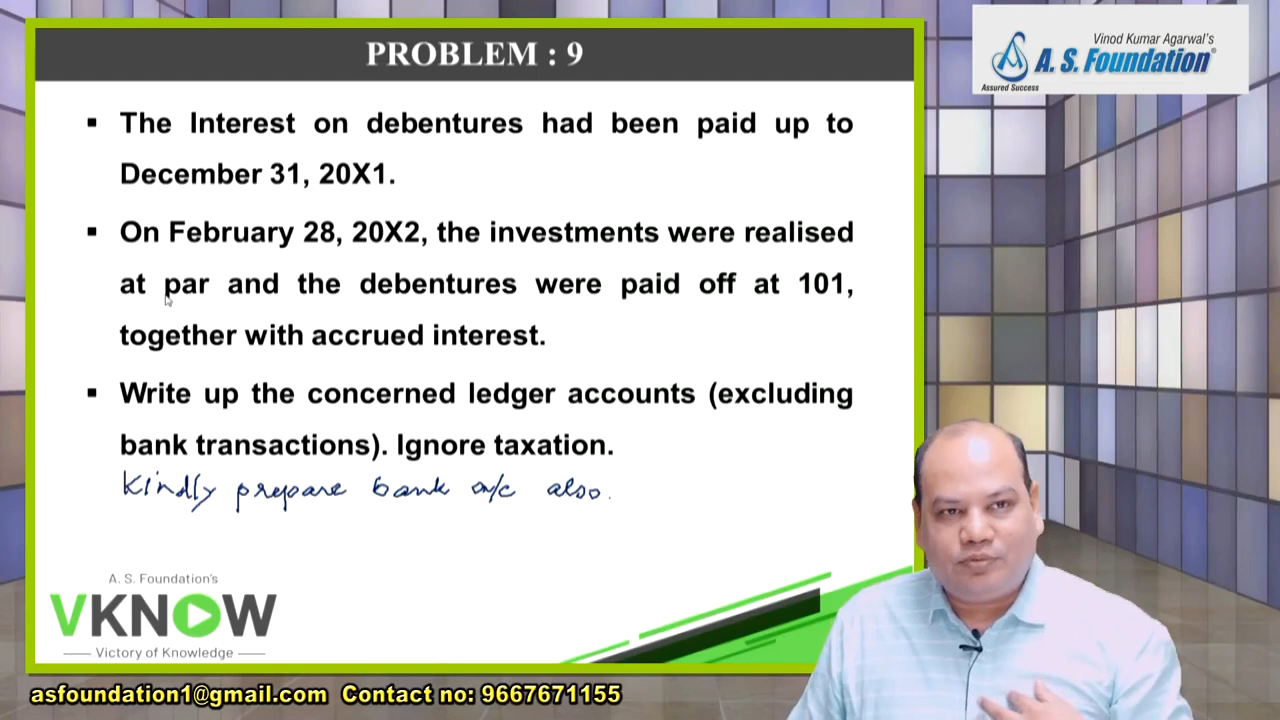 PROBLEM : 9
Vinod Kumar Agarwal's
A. S. Foundation®
Assured Success
▪ The Interest on debentures had been paid up to
December 31, 20X1.
▪ On February 28, 20X2, the investments were realised
at par and the debentures were paid off at 101,
together with accrued interest.
▪ Write up the concerned ledger accounts (excluding
bank transactions). Ignore taxation.
Kindly prepare bank a/c also.
A. S. Foundation's
VKNOW
Victory of Knowledge
asfoundation1@gmail.com Contact no: 9667671155